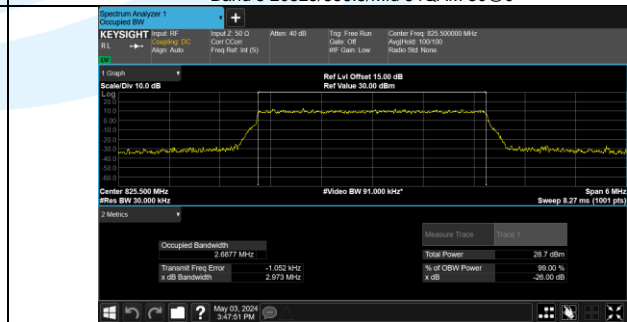 Spectrum Analyzer 1
Occupied BW
+
KEYSIGHT Input: RF Input Z: 50 Ω Atten: 40 dB Trig: Free Run Center Freq: 825.500000 MHz
RL Coupling: DC Corr CCorr Gate: Off Avg|Hold: 100/100
Align: Auto Freq Ref: Int (S) #IF Gain: Low Radio Std: None
1 Graph
Scale/Div 10.0 dB Ref Lvl Offset 15.00 dB
Ref Value 30.00 dBm
Log
20.0
10.0
0.00
-10.0
-20.0
-30.0
-40.0
-50.0
-60.0
Center 825.500 MHz #Video BW 91.000 kHz* Span 6 MHz
#Res BW 30.000 kHz Sweep 8.27 ms (1001 pts)
2 Metrics
Measure Trace Trace 1
Occupied Bandwidth
2.6877 MHz Total Power 28.7 dBm
Transmit Freq Error -1.052 kHz % of OBW Power 99.00 %
x dB Bandwidth 2.973 MHz x dB -26.00 dB
? May 03, 2024
3:47:51 PM